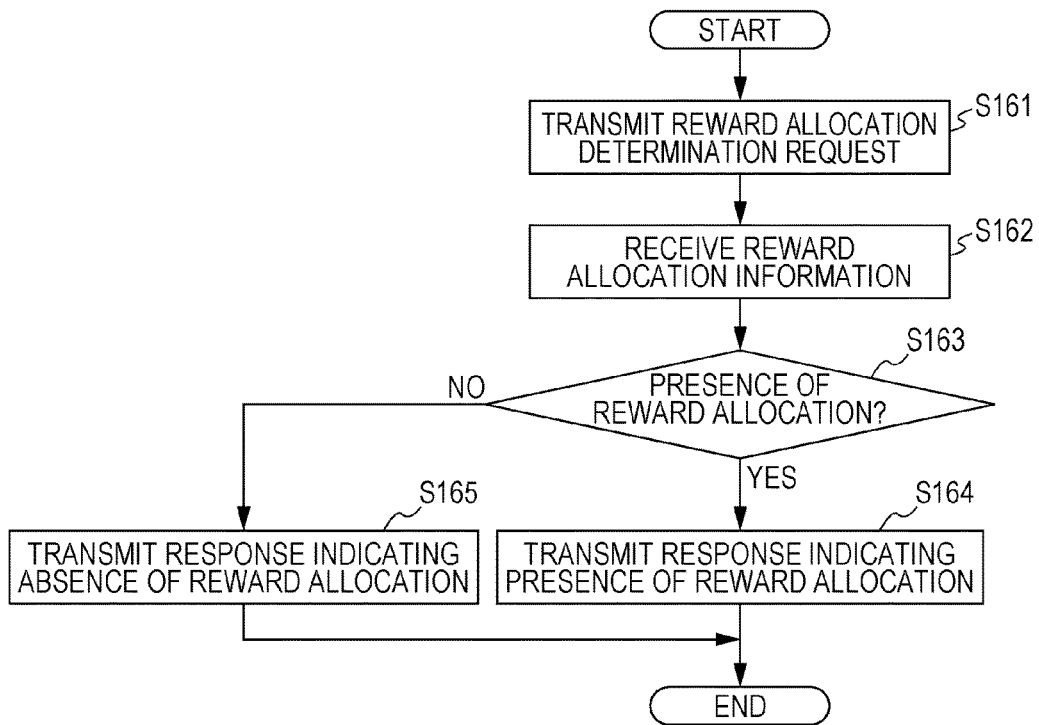 START
S161
TRANSMIT REWARD ALLOCATION
DETERMINATION REQUEST
S162
RECEIVE REWARD
ALLOCATION INFORMATION
S163
PRESENCE OF
REWARD ALLOCATION?
NO
YES
S165
TRANSMIT RESPONSE INDICATING
ABSENCE OF REWARD ALLOCATION
S164
TRANSMIT RESPONSE INDICATING
PRESENCE OF REWARD ALLOCATION
END